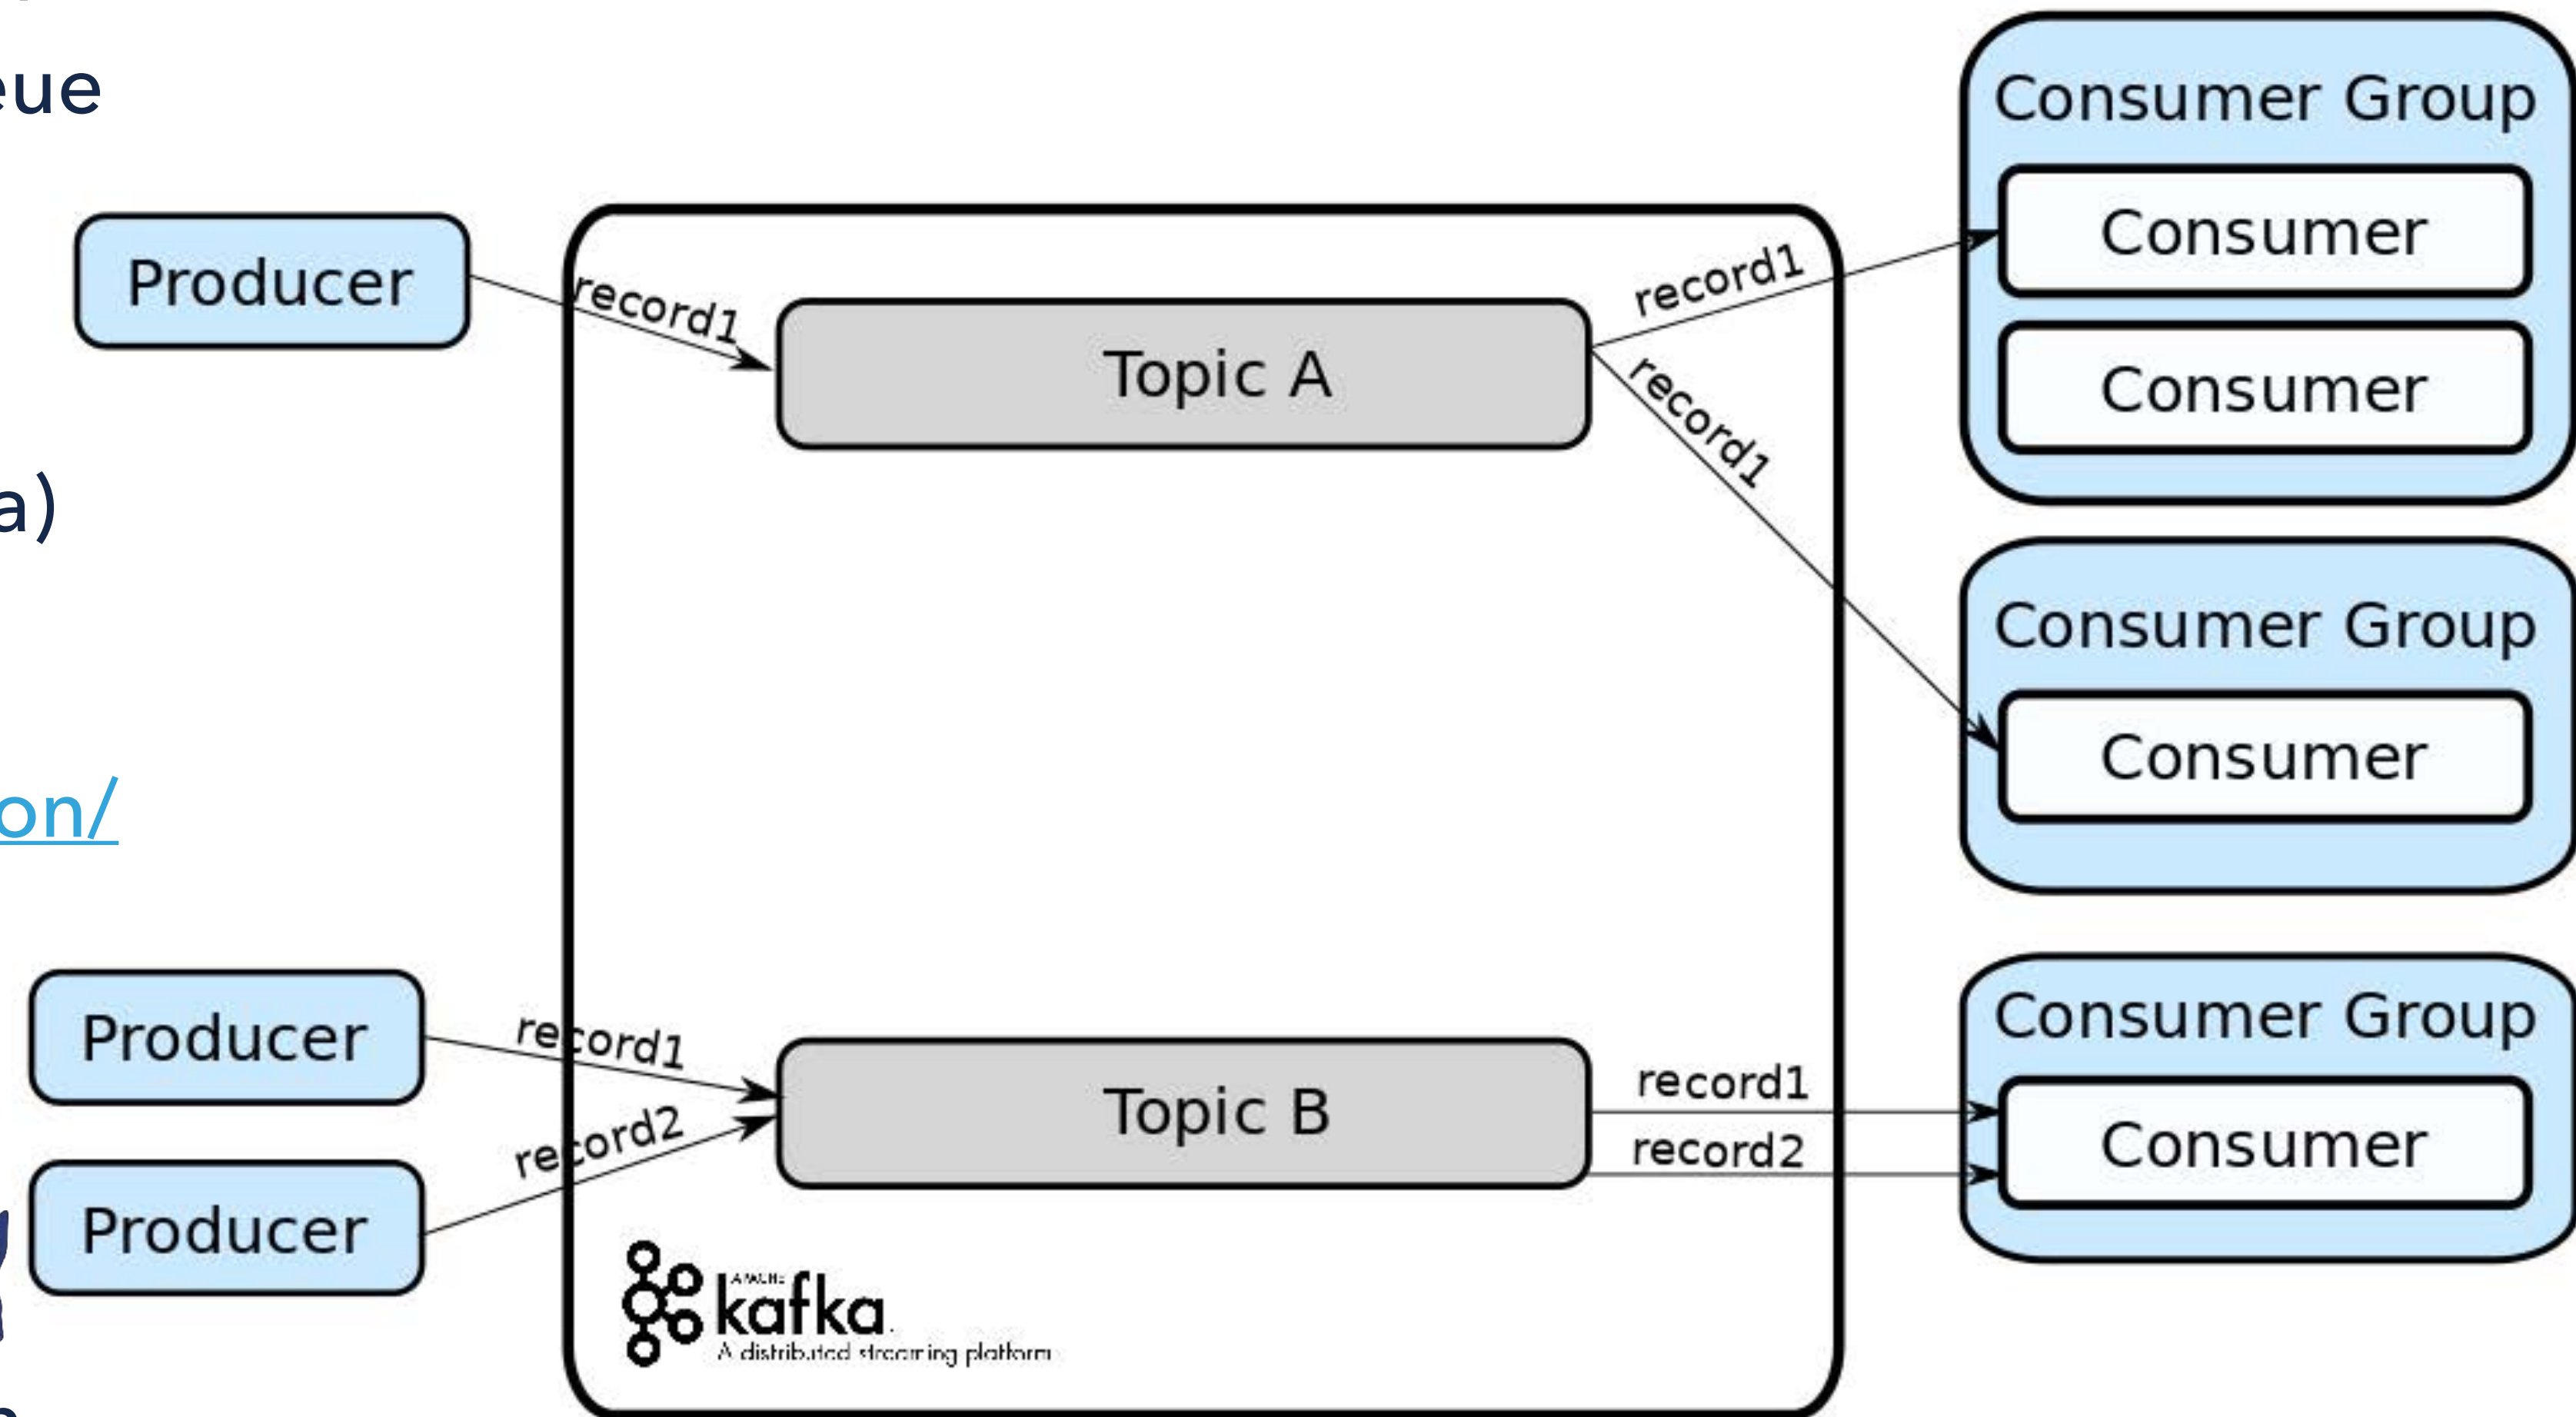 eue
a)
on/
Producer
record1
Topic A
record1
record1
Consumer Group
Consumer
Consumer
Consumer Group
Consumer
Producer
Producer
record1
record2
Topic B
record1
record2
Consumer Group
Consumer
APACHE
kafka
A distributed streaming platform